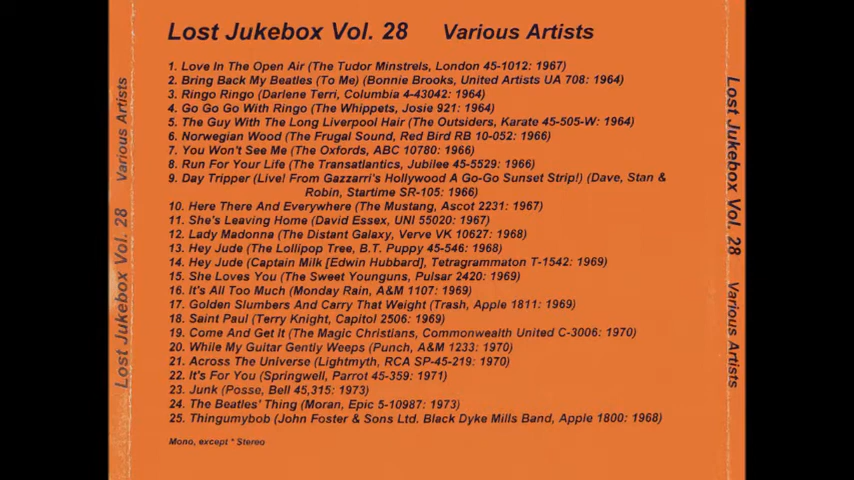 Lost Jukebox Vol. 28 Various Artists
1. Love In The Open Air (The Tudor Minstrels, London 45-1012: 1967)
2. Bring Back My Beatles (To Me) (Bonnie Brooks, United Artists UA 708: 1964)
3. Ringo Ringo (Darlene Terri, Columbia 4-43042: 1964)
4. Go Go Go With Ringo (The Whippets, Josie 921: 1964)
5. The Guy With The Long Liverpool Hair (The Outsiders, Karate 45-505-W: 1964)
6. Norwegian Wood (The Frugal Sound, Red Bird RB 10-052: 1966)
7. You Won't See Me (The Oxfords, ABC 10780: 1966)
8. Run For Your Life (The Transatlantics, Jubilee 45-5529: 1966)
9. Day Tripper (Live! From Gazzarri's Hollywood A Go-Go Sunset Strip!) (Dave, Stan &
Robin, Startime SR-105: 1966)
10. Here There And Everywhere (The Mustang, Ascot 2231: 1967)
11. She's Leaving Home (David Essex, UNI 55020: 1967)
12. Lady Madonna (The Distant Galaxy, Verve VK 10627: 1968)
13. Hey Jude (The Lollipop Tree, B.T. Puppy 45-546: 1968)
14. Hey Jude (Captain Milk [Edwin Hubbard], Tetragrammaton T-1542: 1969)
15. She Loves You (The Sweet Younguns, Pulsar 2420: 1969)
16. It's All Too Much (Monday Rain, A&M 1107: 1969)
17. Golden Slumbers And Carry That Weight (Trash, Apple 1811: 1969)
18. Saint Paul (Terry Knight, Capitol 2506: 1969)
19. Come And Get It (The Magic Christians, Commonwealth United C-3006: 1970)
20. While My Guitar Gently Weeps (Punch, A&M 1233: 1970)
21. Across The Universe (Lightmyth, RCA SP-45-219: 1970)
22. It's For You (Springwell, Parrot 45-359: 1971)
23. Junk (Posse, Bell 45,315: 1973)
24. The Beatles' Thing (Moran, Epic 5-10987: 1973)
25. Thingumybob (John Foster & Sons Ltd. Black Dyke Mills Band, Apple 1800: 1968)
Mono, except * Stereo
Lost Jukebox Vol. 28 Various Artists
Lost Jukebox Vol. 28 Various Artists